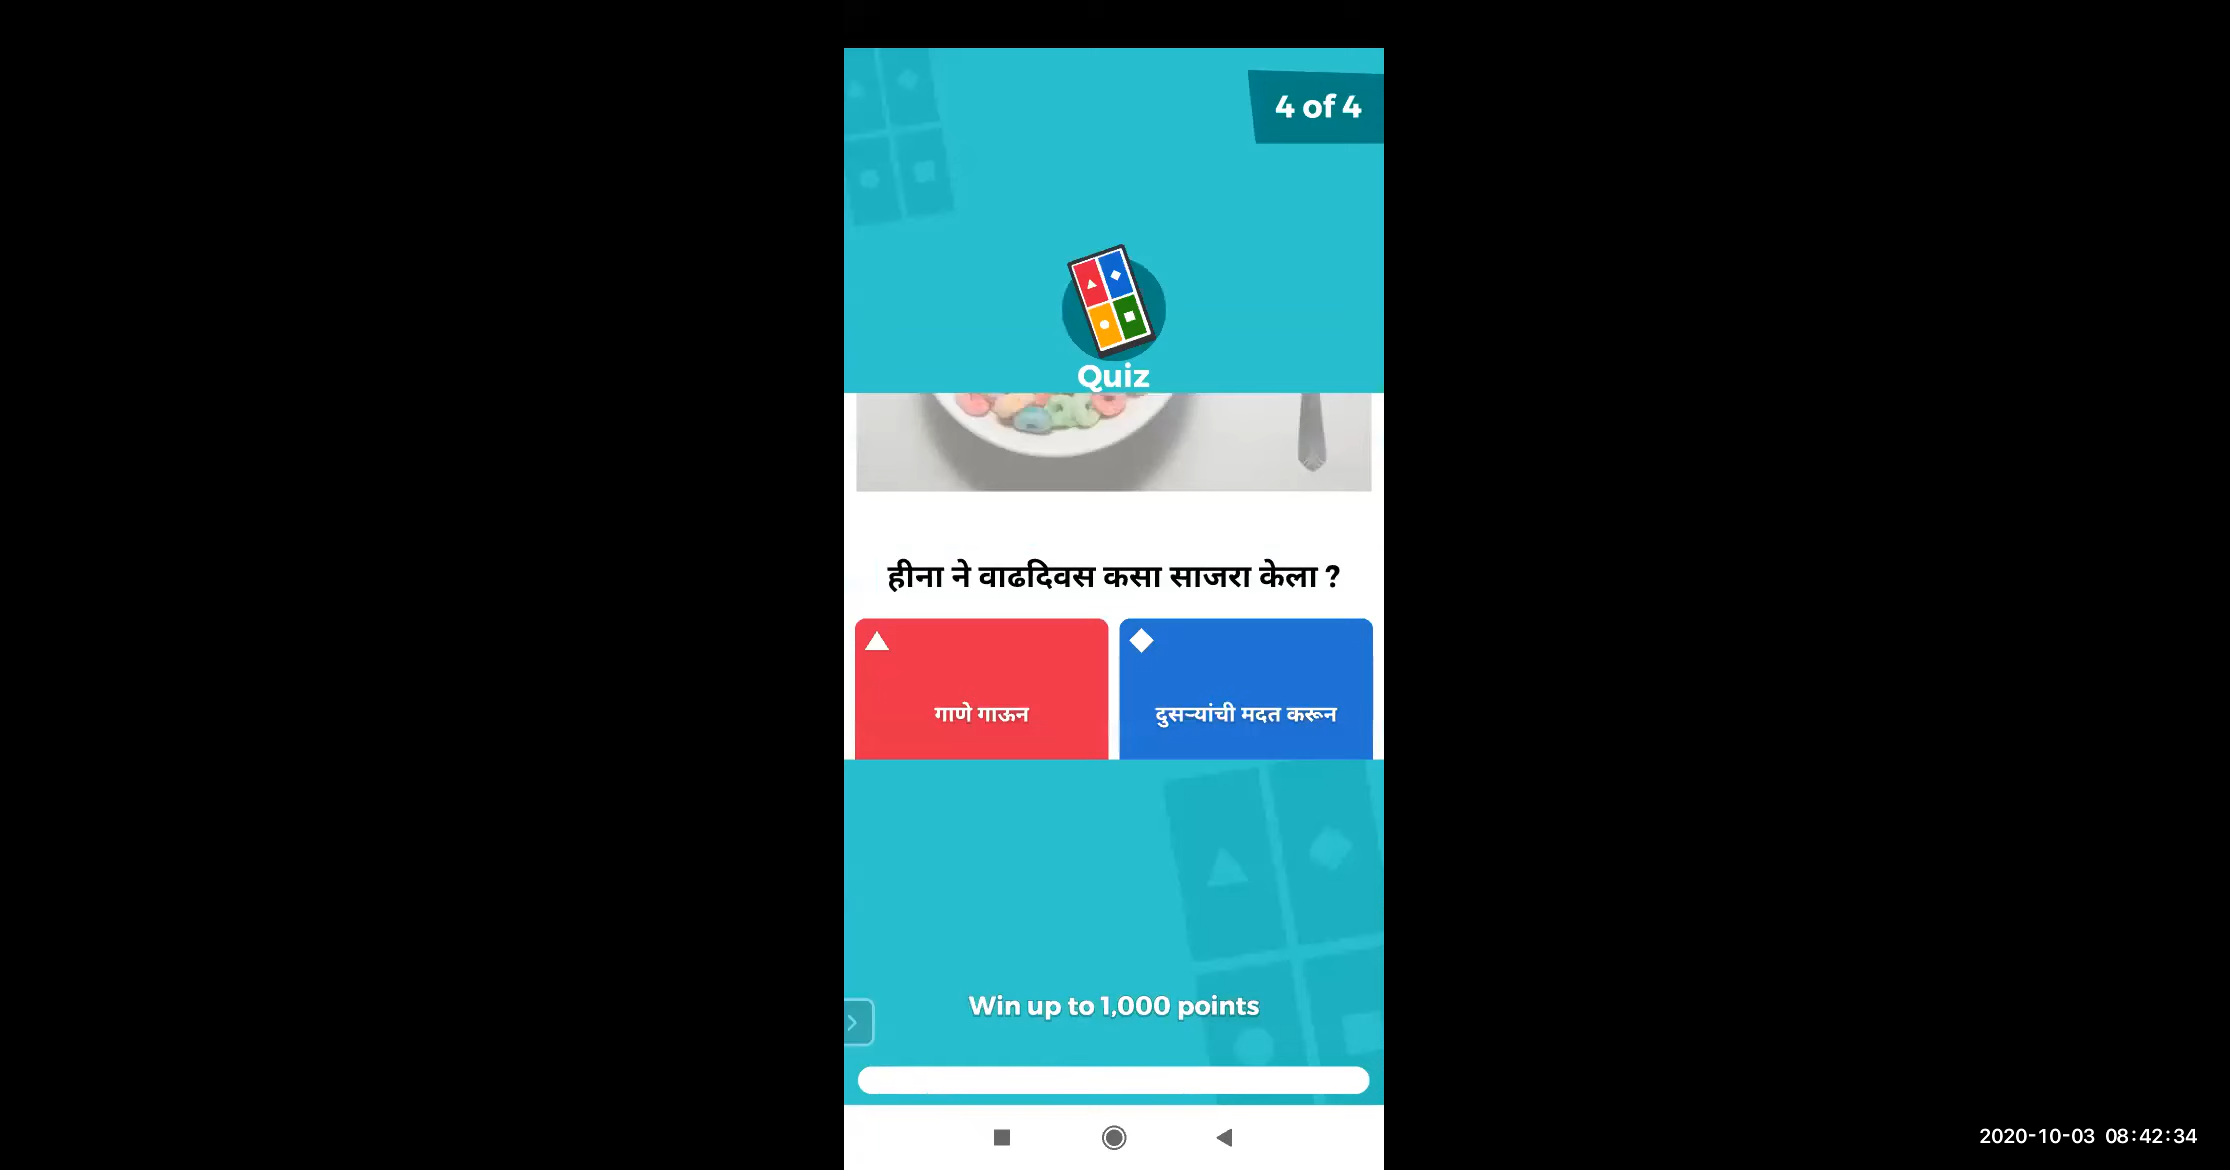 4 of 4
Quiz
हीना ने वाढदिवस कसा साजरा केला ?
गाणे गाऊन
दुसऱ्यांची मदत करून
Win up to 1,000 points
2020-10-03 08:42:34